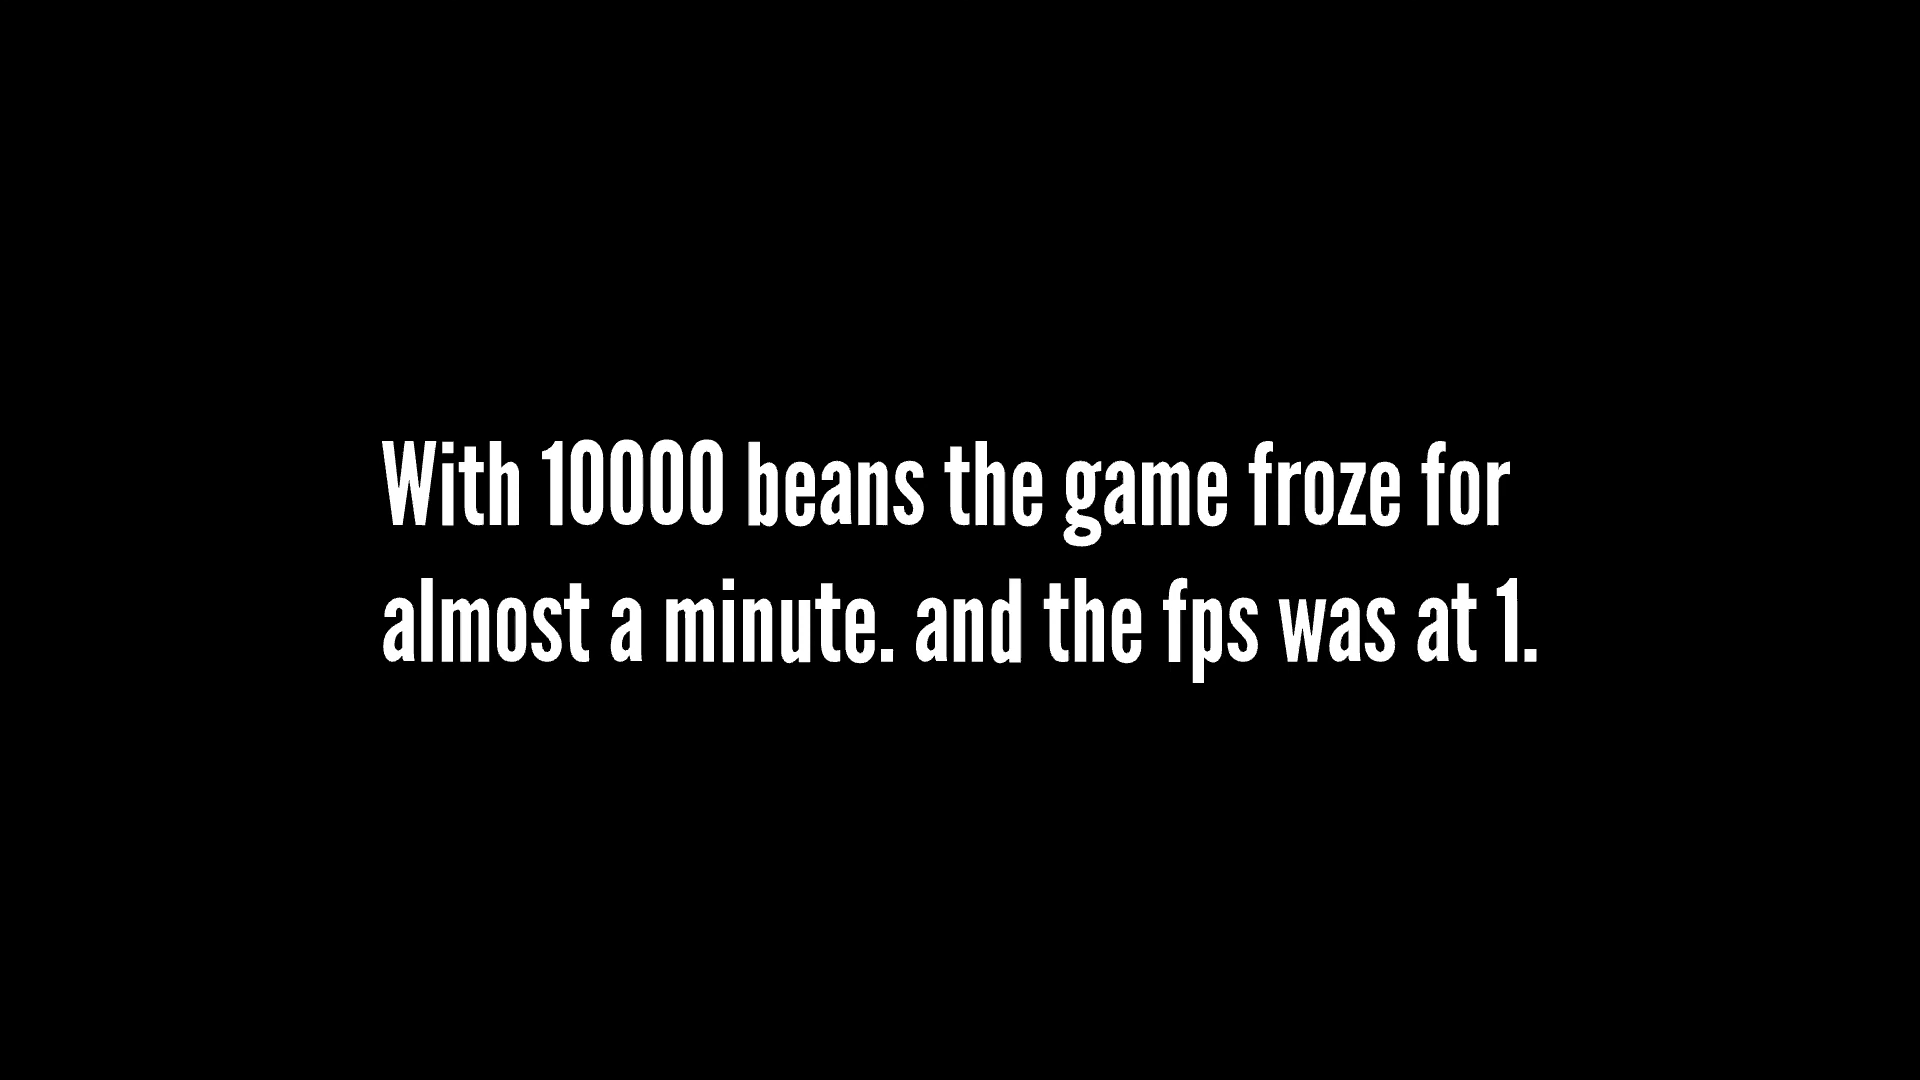 With 10000 beans the game froze for
almost a minute. and the fps was at 1.